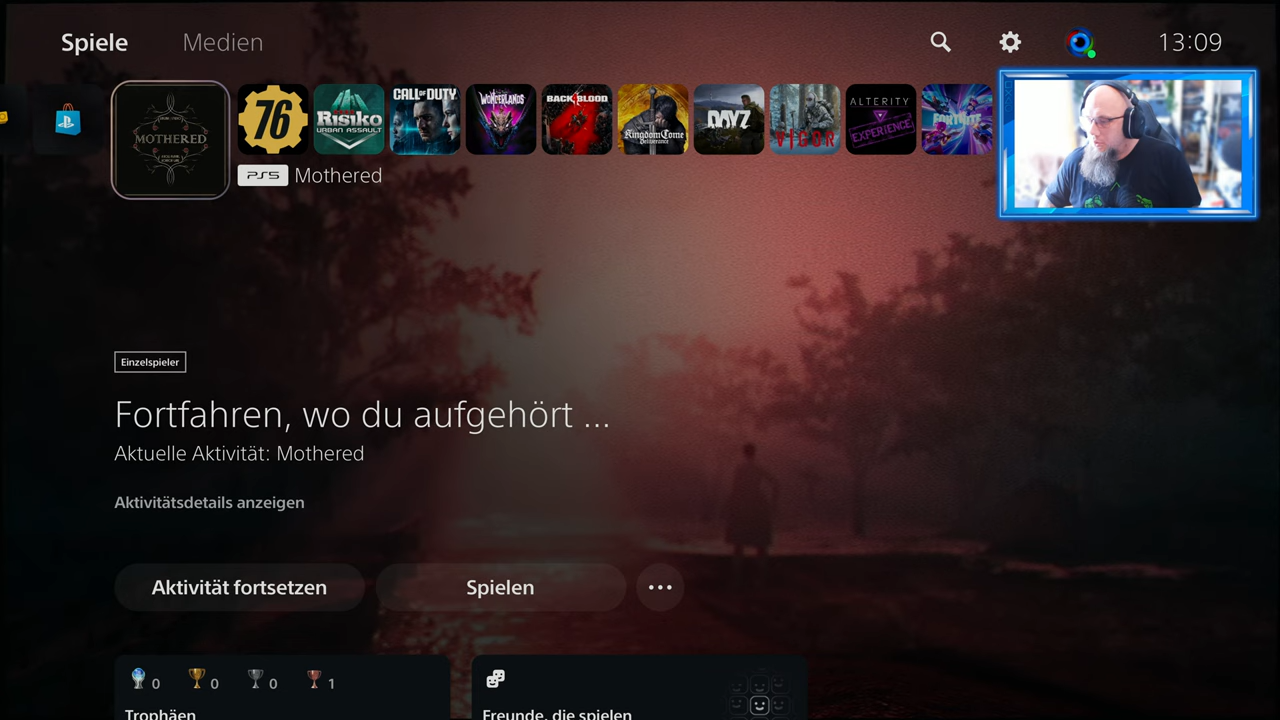 Spiele Medien 13:09
MOTHERED
76
Risiko
URBAN ASSAULT
CALL OF DUTY
WONDERLANDS
BACK 4 BLOOD
Kingdom Come
Deliverance
DAYZ
VIGOR
ALTERITY
EXPERIENCE
FORTNITE
PS5 Mothered
Einzelspieler
Fortfahren, wo du aufgehört ...
Aktuelle Aktivität: Mothered
Aktivitätsdetails anzeigen
Aktivität fortsetzen Spielen
0 0 0 1
Trophäen
Freunde, die spielen